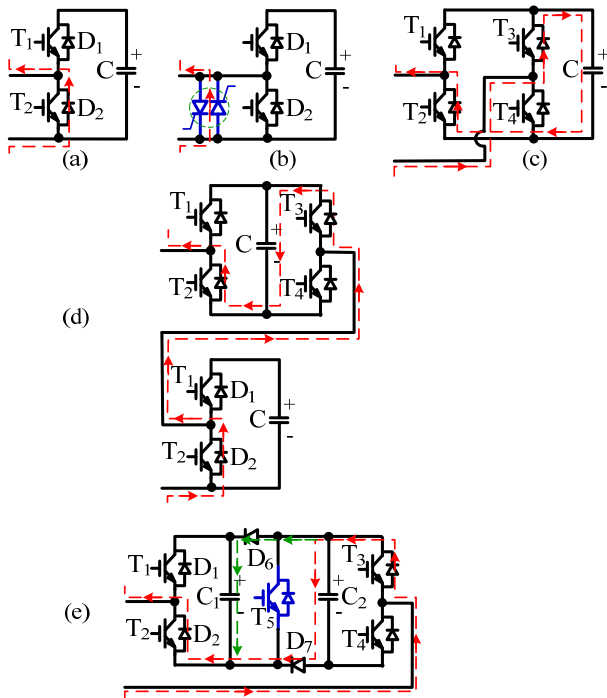 T1 D1 + C - T2 D2
(a)
D1 + C - D2
(b)
T1 T3 + C - T2 T4
(c)
T1 T3 C + - T2 T4
(d)
T1 D1 + C - T2 D2
(e)
D6 T1 D1 + C1 - T5 + C2 - T3 T2 D2 D7 T4